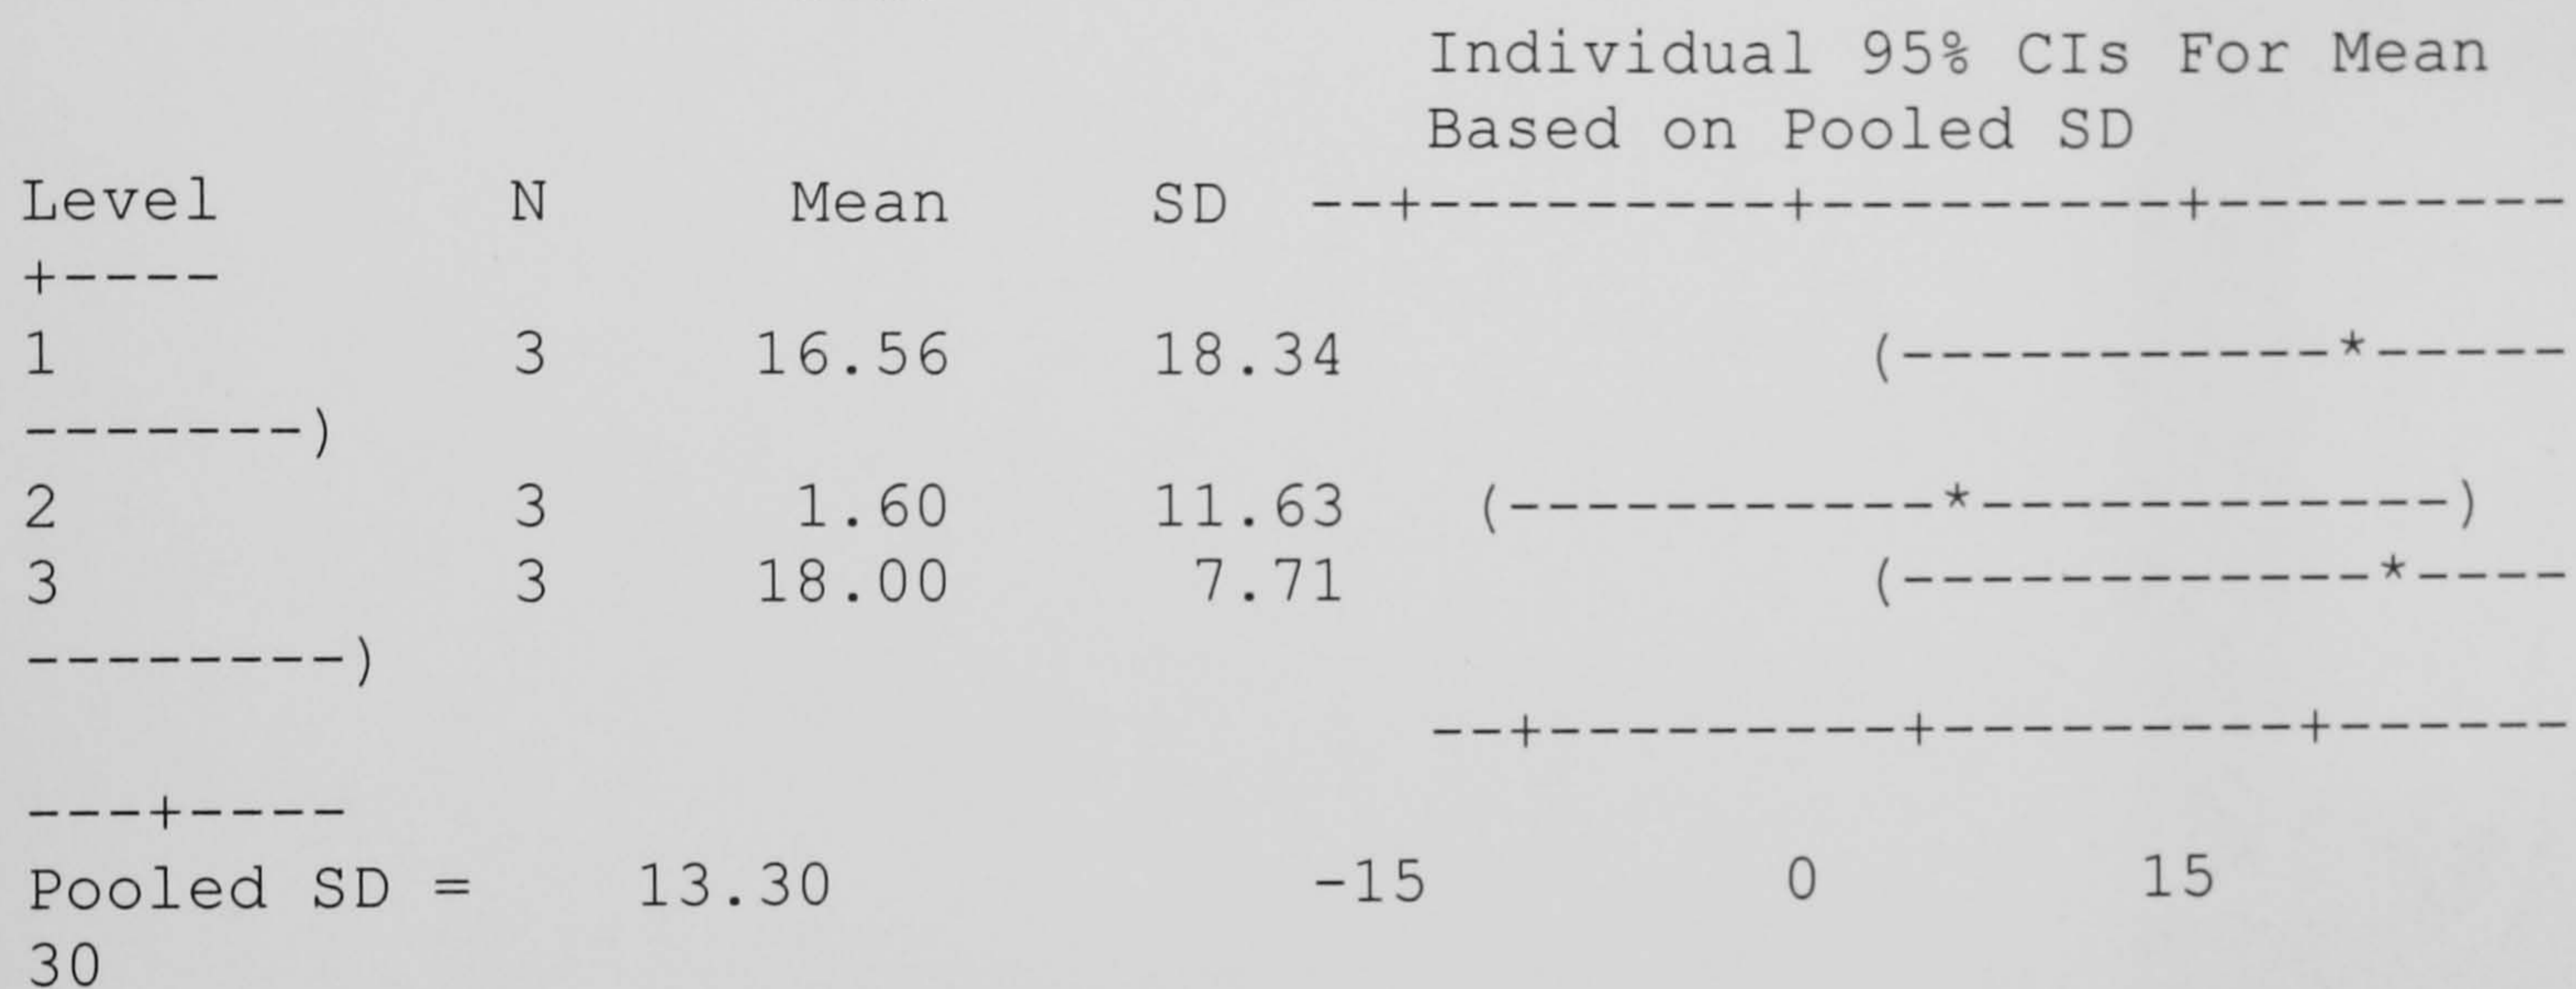 Individual 95% CIs For Mean
Based on Pooled SD
Level N Mean SD --+---------+---------+---------
+----
1 3 16.56 18.34 (-----------*-----
-------)
2 3 1.60 11.63 (-----------*------------)
3 3 18.00 7.71 (------------*----
--------)
--+---------+---------+------
---+----
Pooled SD = 13.30 -15 0 15
30